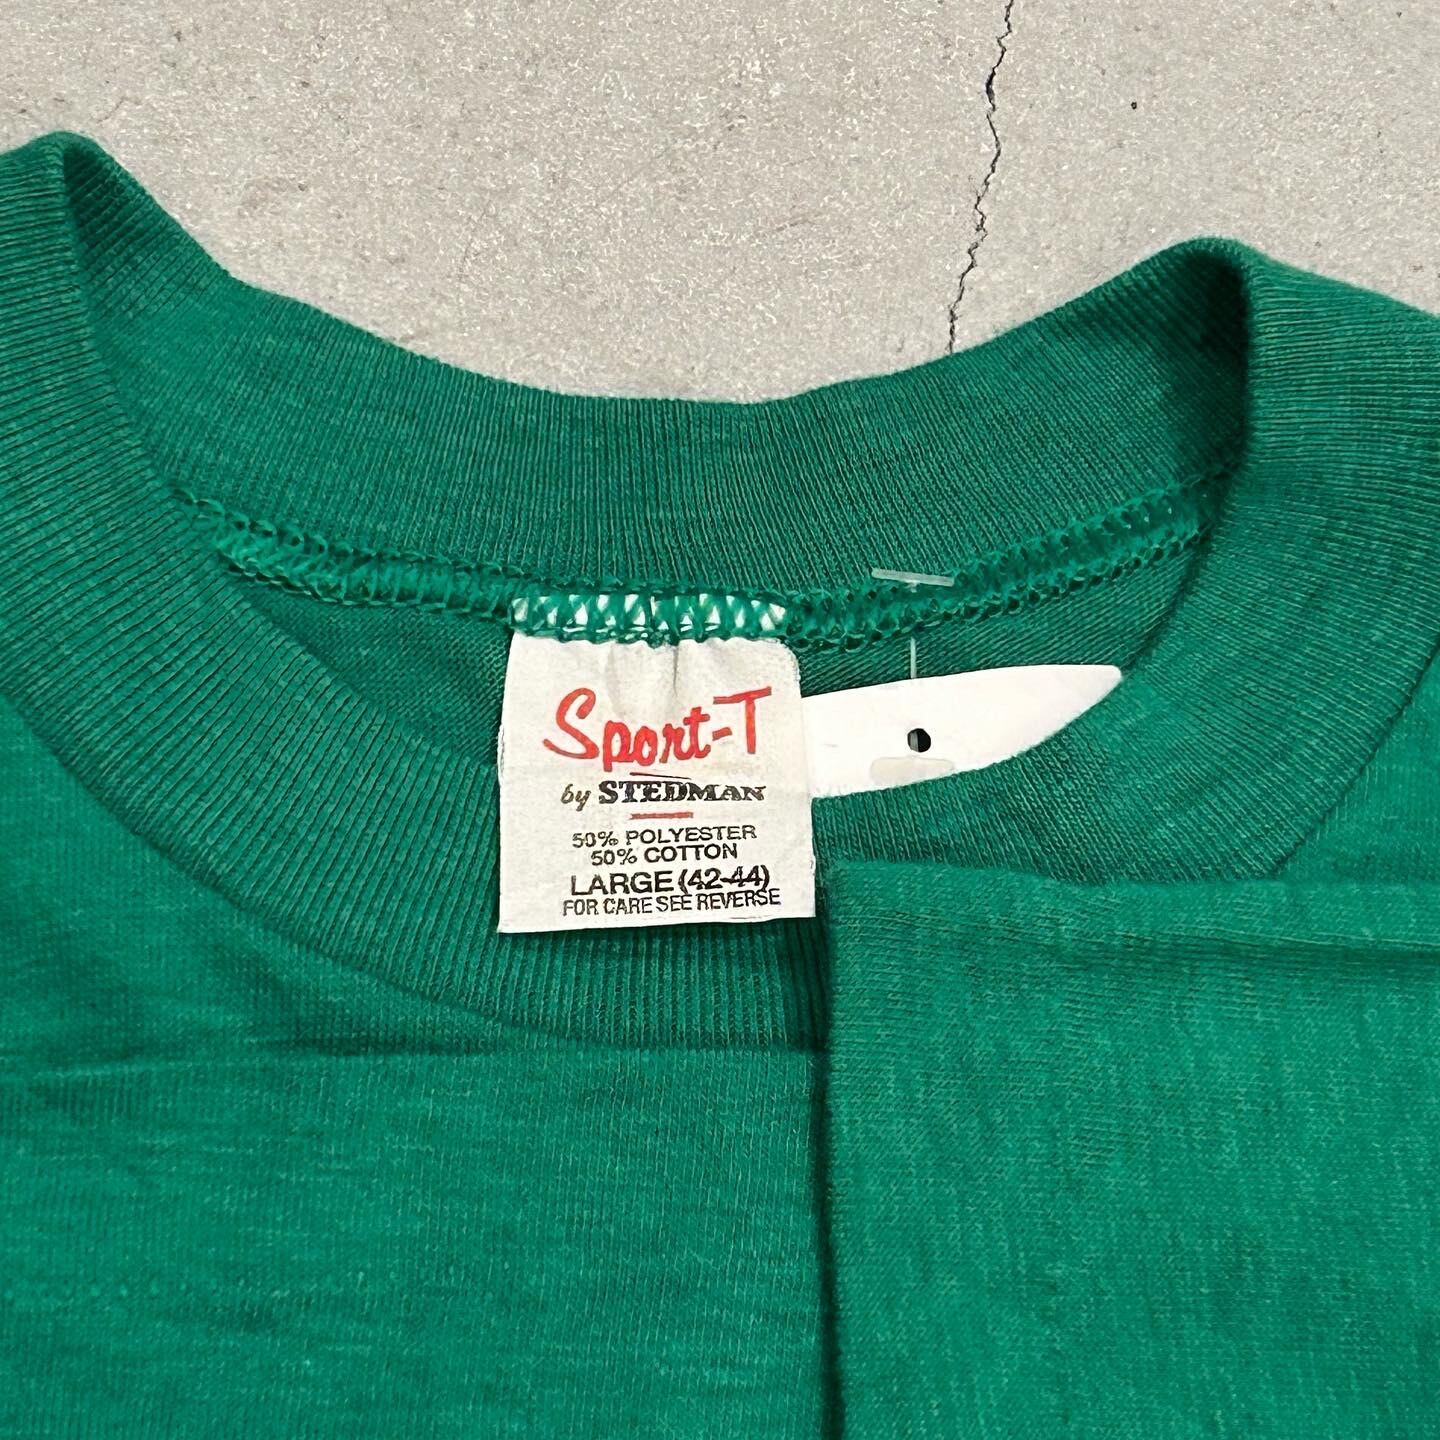 Sport-T
by STEDMAN
50% POLYESTER
50% COTTON
LARGE (42-44)
FOR CARE SEE REVERSE